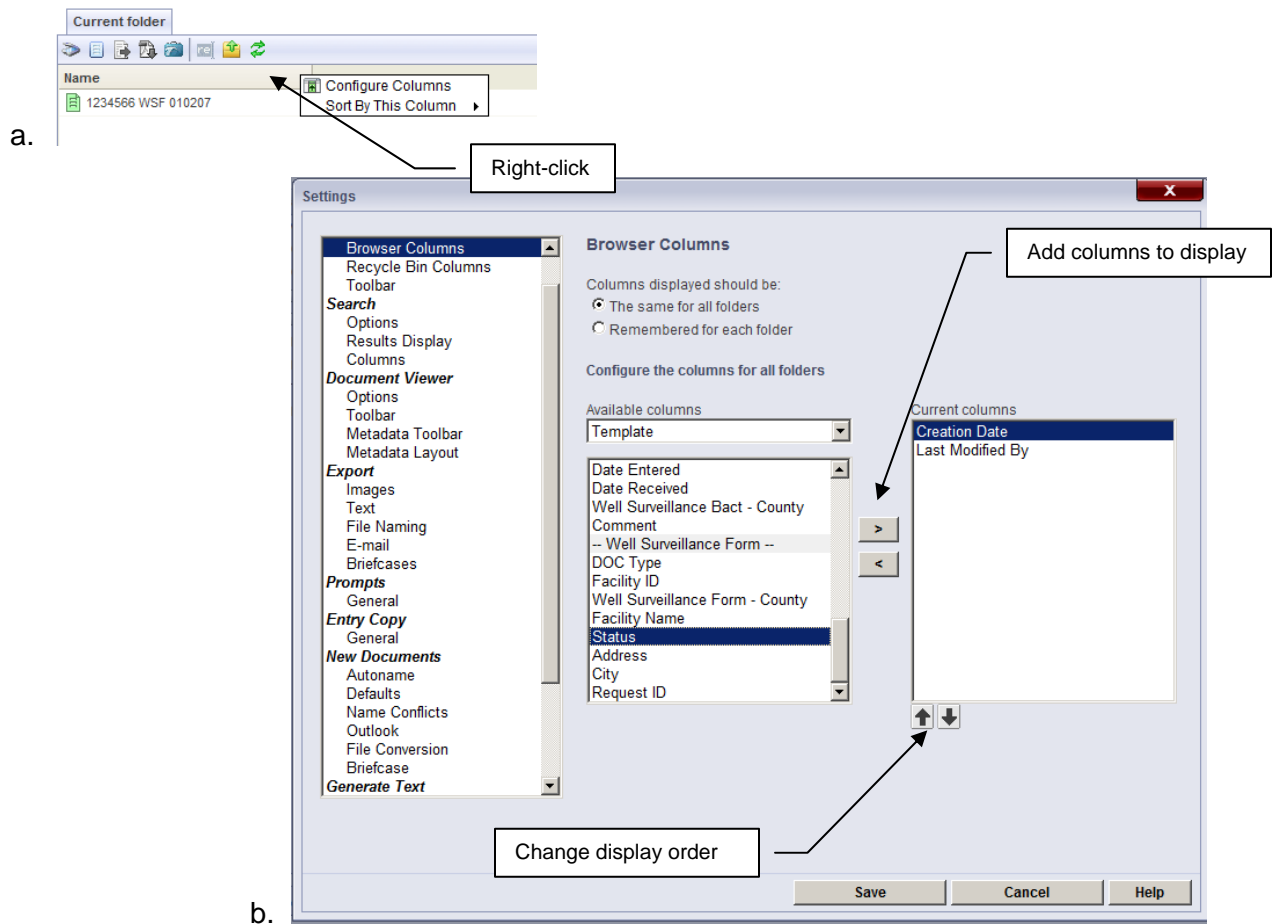 Current folder
Name
Configure Columns
1234566 WSF 010207
Sort By This Column
a.
Right-click
Settings
X
Browser Columns
Recycle Bin Columns
Toolbar
Search
Options
Results Display
Columns
Document Viewer
Options
Toolbar
Metadata Toolbar
Metadata Layout
Export
Images
Text
File Naming
E-mail
Briefcases
Prompts
General
Entry Copy
General
New Documents
Autoname
Defaults
Name Conflicts
Outlook
File Conversion
Briefcase
Generate Text
Browser Columns
Add columns to display
Columns displayed should be:
The same for all folders
Remembered for each folder
Configure the columns for all folders
Available columns
Template
Date Entered
Date Received
Well Surveillance Bact - County
Comment
-- Well Surveillance Form --
DOC Type
Facility ID
Well Surveillance Form - County
Facility Name
Status
Address
City
Request ID
>
<
Current columns
Creation Date
Last Modified By
Change display order
Save Cancel Help
b.